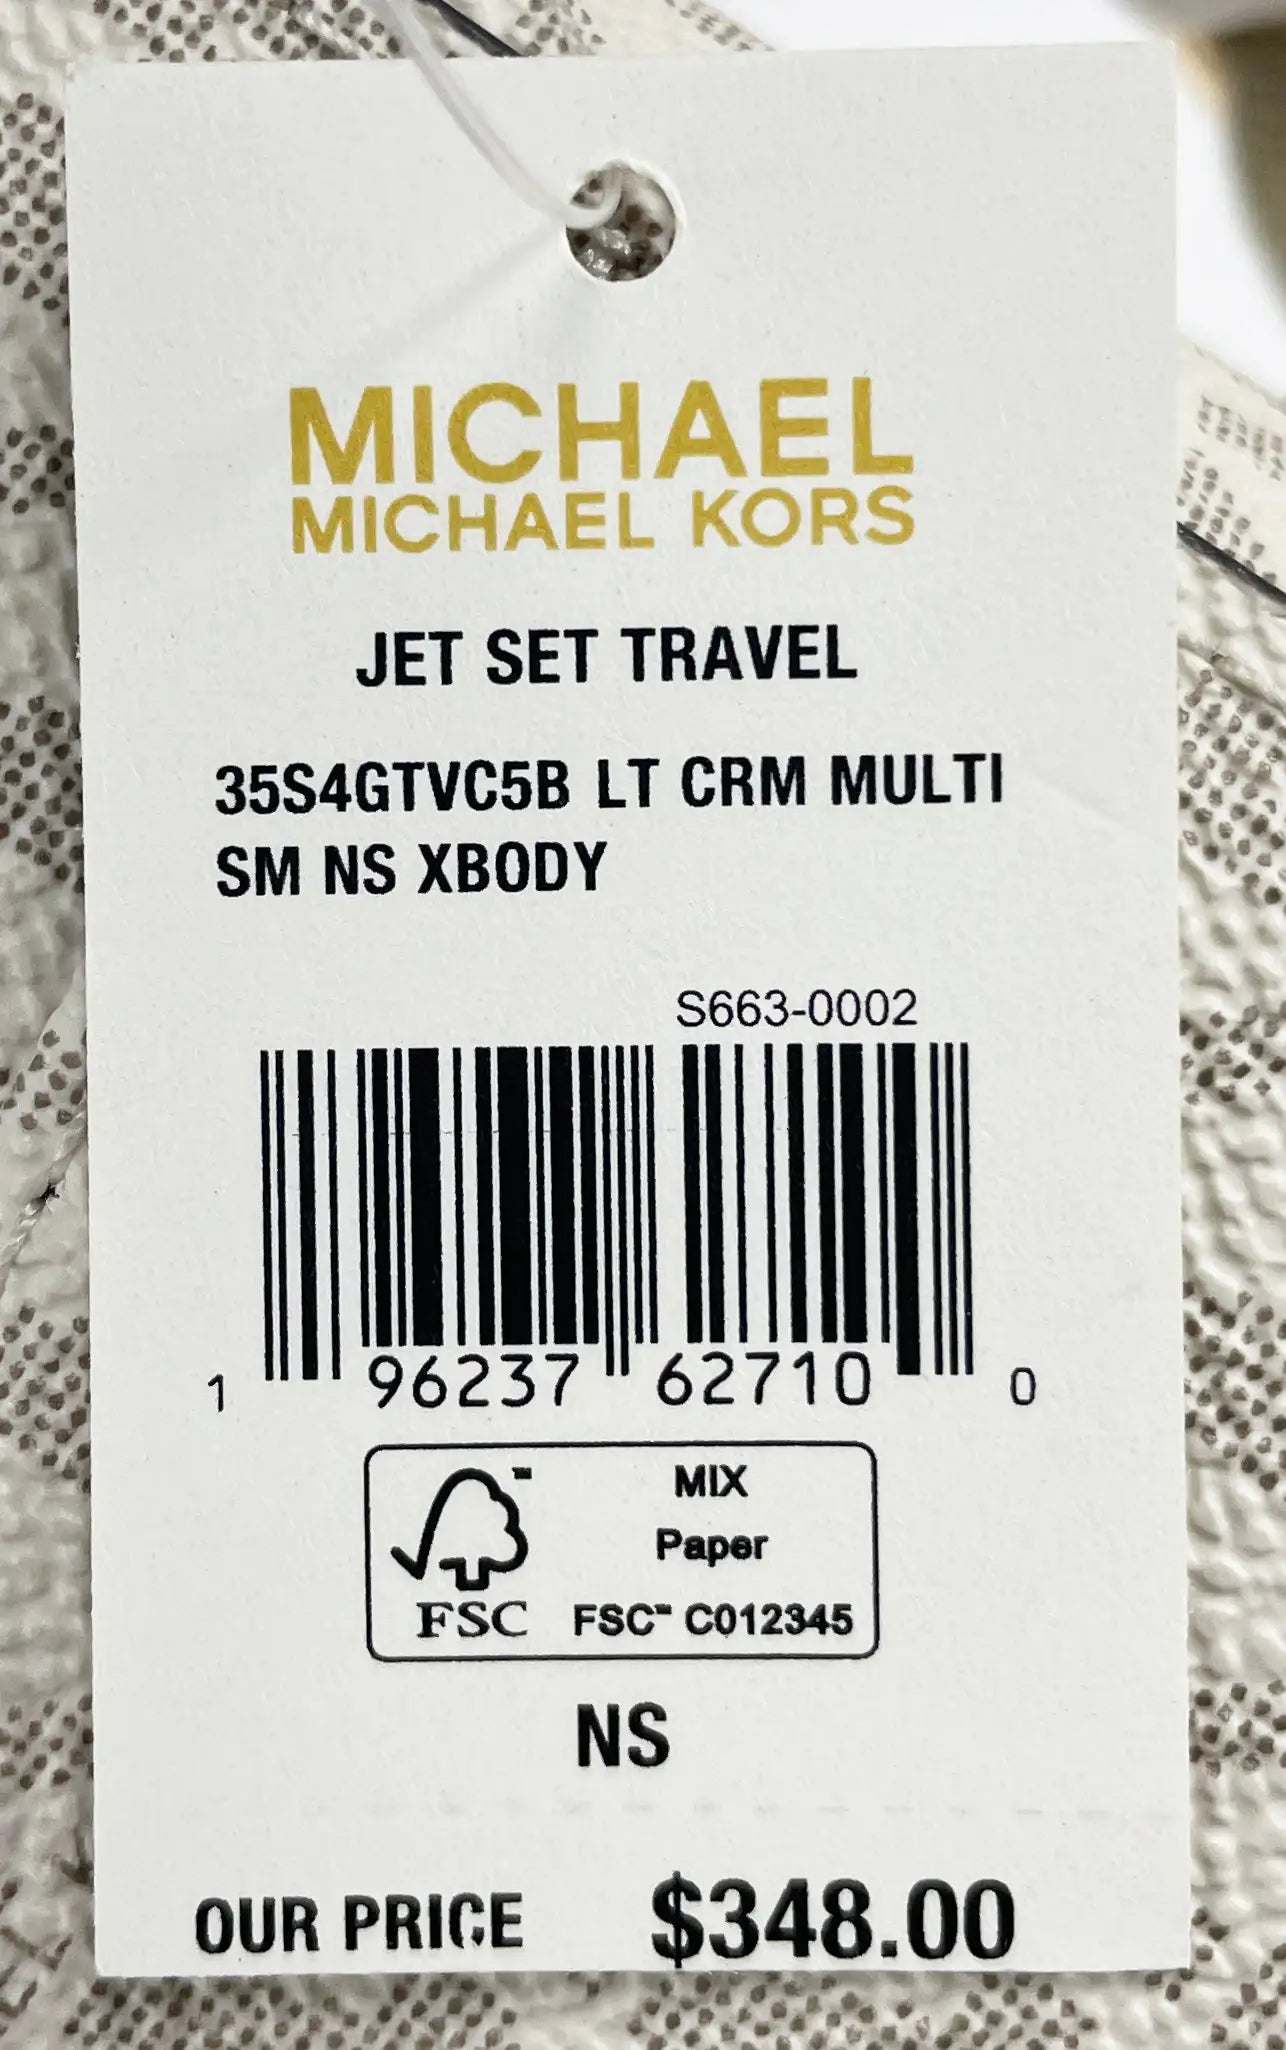 MICHAEL
MICHAEL KORS
JET SET TRAVEL
35S4GTVC5B LT CRM MULTI
SM NS XBODY
S663-0002
1 96237 62710 0
MIX
Paper
FSC™ FSC™ C012345
NS
OUR PRICE $348.00